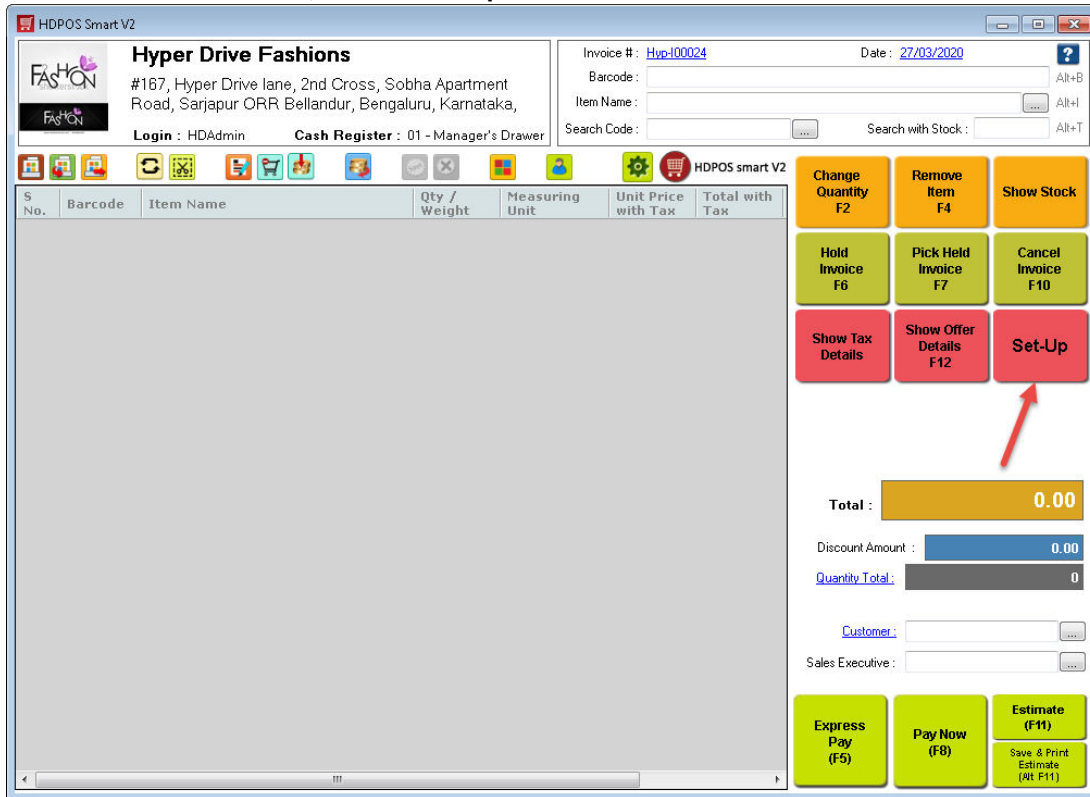 HDPOS Smart V2
FASHION
FASHION
Hyper Drive Fashions
#167, Hyper Drive lane, 2nd Cross, Sobha Apartment
Road, Sarjapur ORR Bellandur, Bengaluru, Karnataka,
Login : HDAdmin Cash Register : 01 - Manager's Drawer
Invoice # : Hyp-I00024 Date : 27/03/2020 ?
Barcode : Alt+B
Item Name : ... Alt+I
Search Code : ... Search with Stock : Alt+T
HDPOS smart V2
S No. Barcode Item Name Qty / Weight Measuring Unit Unit Price with Tax Total with Tax
Change
Quantity
F2
Remove
Item
F4
Show Stock
Hold
Invoice
F6
Pick Held
Invoice
F7
Cancel
Invoice
F10
Show Tax
Details
Show Offer
Details
F12
Set-Up
Total : 0.00
Discount Amount : 0.00
Quantity Total : 0
Customer : ...
Sales Executive : ...
Express
Pay
(F5)
Pay Now
(F8)
Estimate
(F11)
Save & Print
Estimate
(Alt F11)